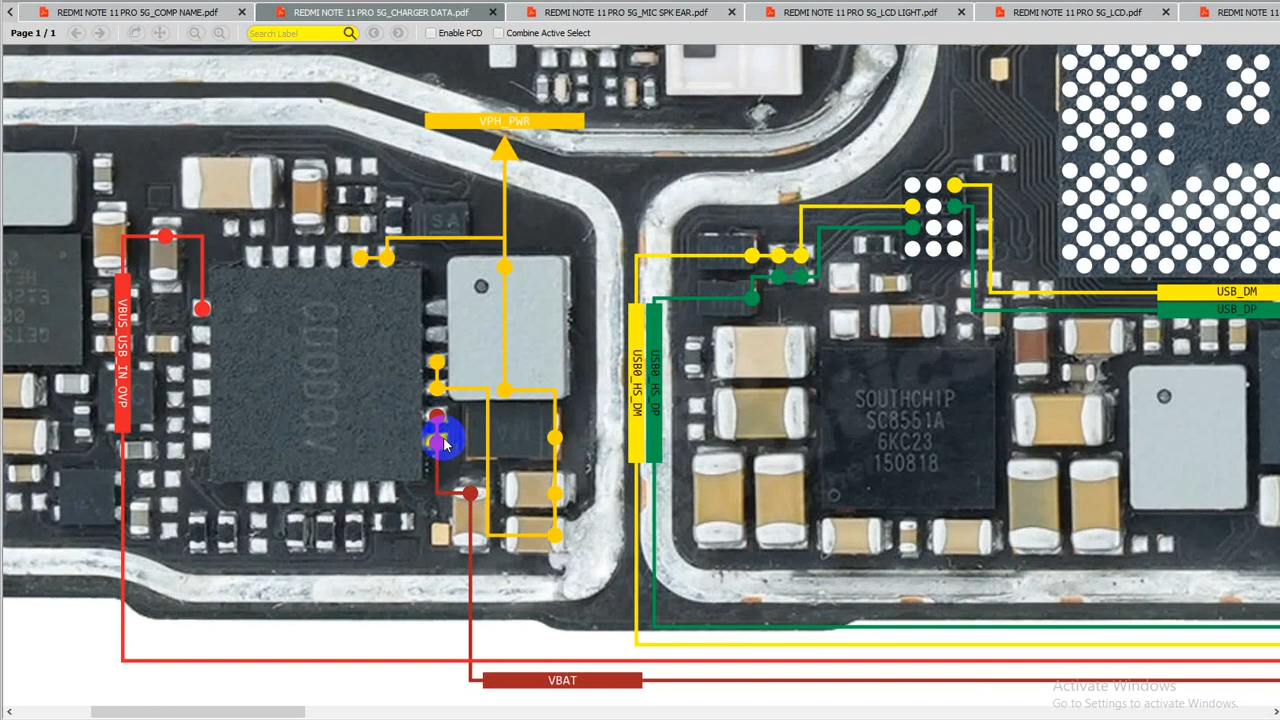 REDMI NOTE 11 PRO 5G_COMP NAME.pdf
REDMI NOTE 11 PRO 5G_CHARGER DATA.pdf
REDMI NOTE 11 PRO 5G_MIC SPK EAR.pdf
REDMI NOTE 11 PRO 5G_LCD LIGHT.pdf
REDMI NOTE 11 PRO 5G_LCD.pdf
REDMI NOTE 11
Page 1 / 1
Search Label
Enable PCD
Combine Active Select
VPH_PWR
VBUS_USB_IN_OVP
USB0_HS_DM
USB0_HS_DP
USB_DM
USB_DP
SOUTHCHIP
SC8551A
6KC23
150818
VBAT
Activate Windows
Go to Settings to activate Windows.